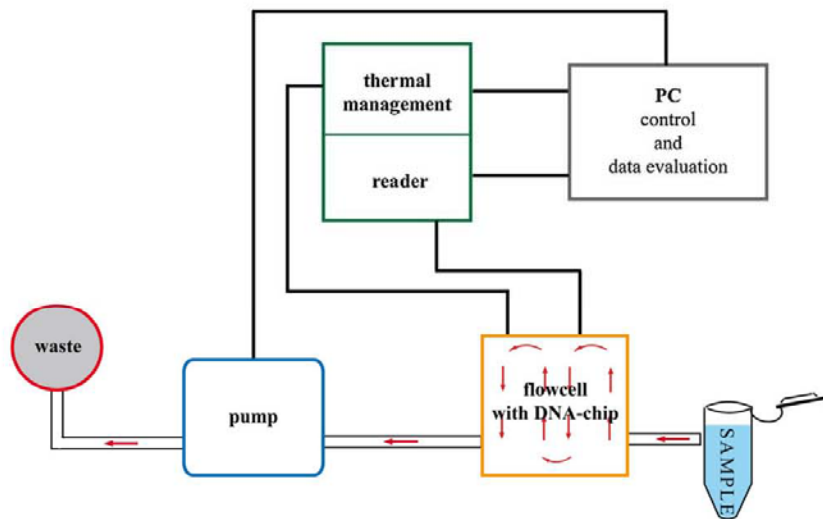 thermal
management
reader
PC
control
and
data evaluation
waste
pump
flowcell
with DNA-chip
SAMPLE